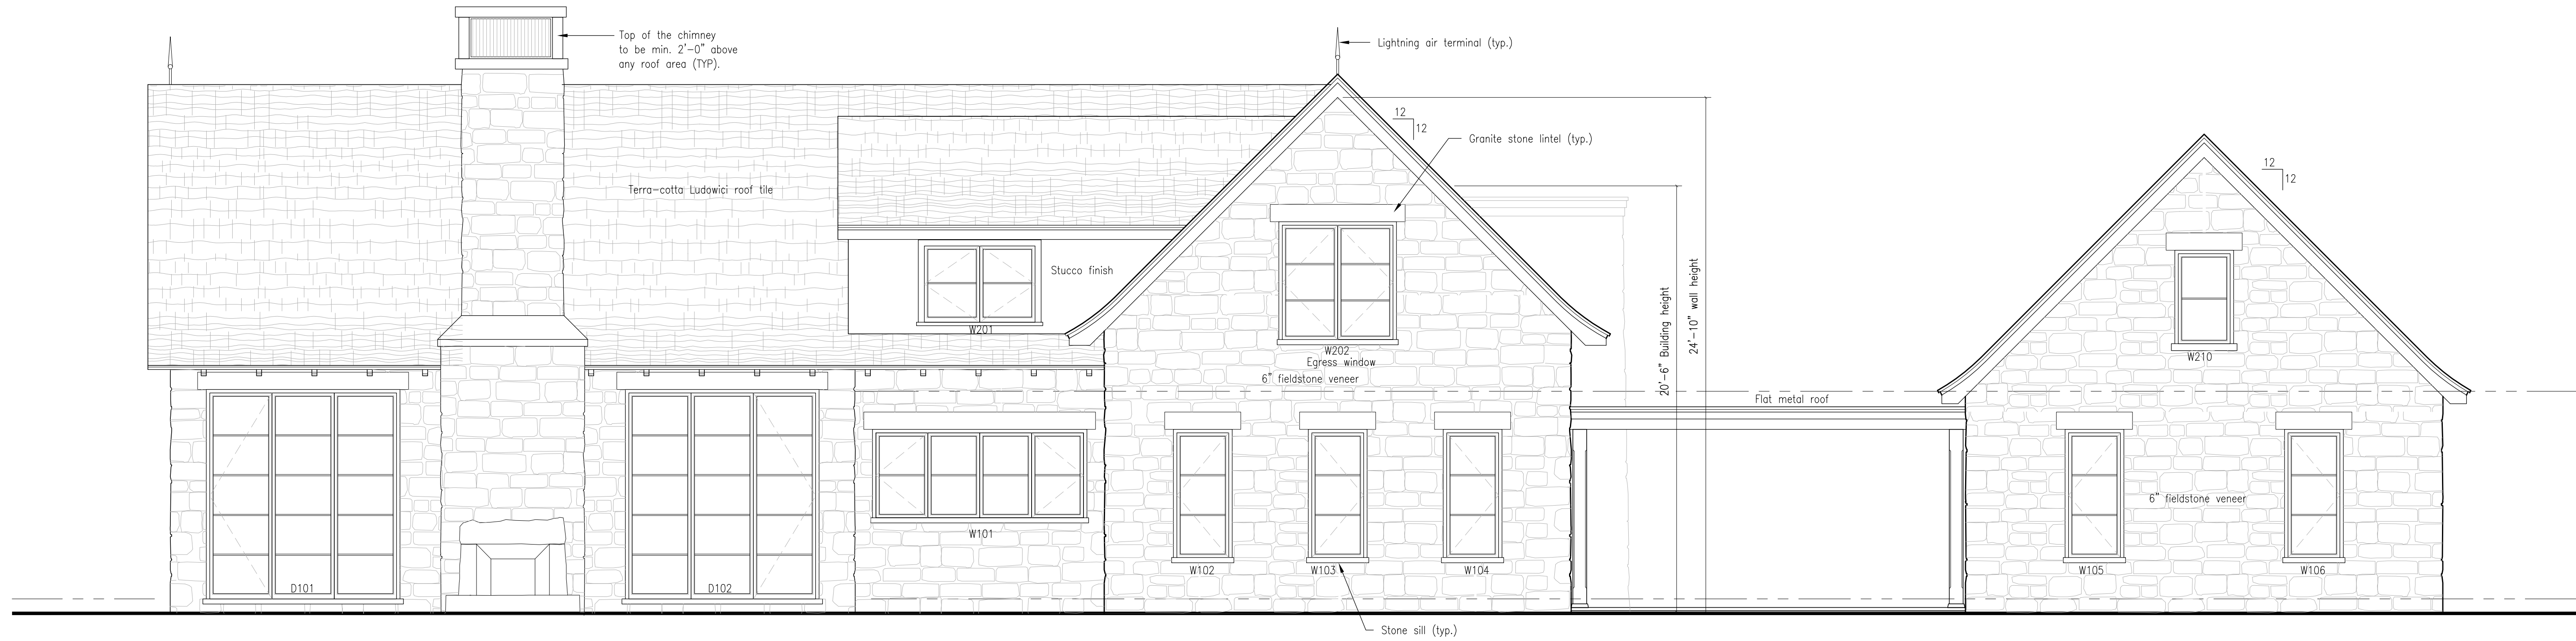 Top of the chimney
to be min. 2'-0" above
any roof area (TYP).
Lightning air terminal (typ.)
12
12
Granite stone lintel (typ.)
12
12
Terra-cotta Ludowici roof tile
Stucco finish
W201
20'-6" Building height
24'-10" wall height
W202
Egress window
6" fieldstone veneer
W210
Flat metal roof
6" fieldstone veneer
W101
W102
W103
W104
W105
W106
D101
D102
Stone sill (typ.)